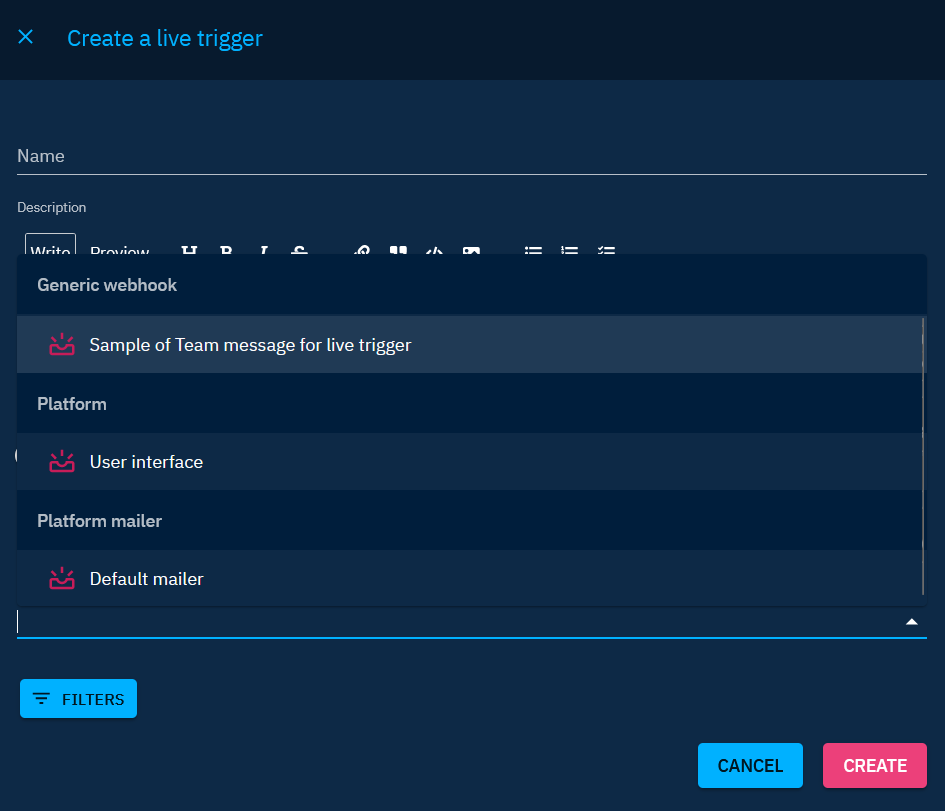 Create a live trigger
Name
Description
Write Preview H B I S
Generic webhook
Sample of Team message for live trigger
Platform
User interface
Platform mailer
Default mailer
FILTERS
CANCEL CREATE